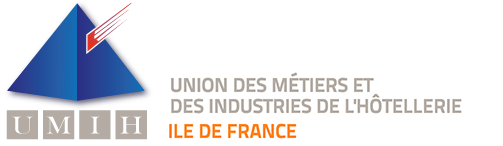 UMIH
UNION DES MÉTIERS ET
DES INDUSTRIES DE L'HÔTELLERIE
ILE DE FRANCE